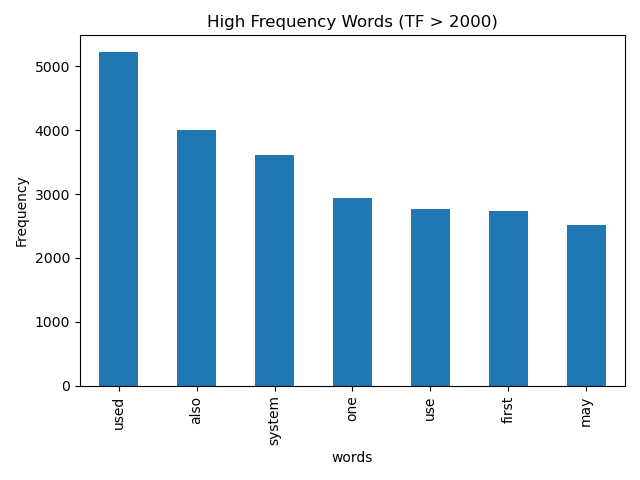 High Frequency Words (TF > 2000)
5000
4000
3000
2000
1000
0
Frequency
used
also
system
one
use
first
may
words